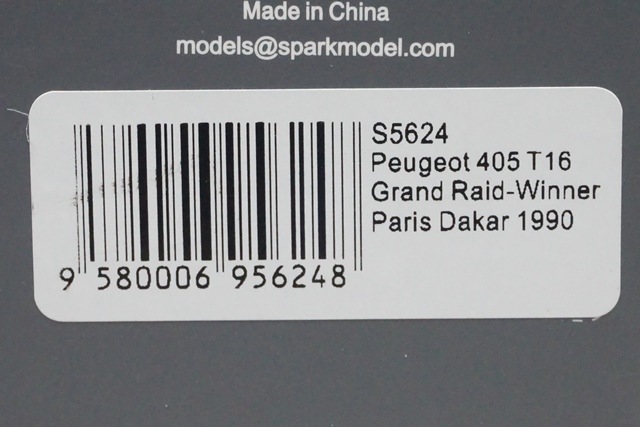 Made in China
models@sparkmodel.com
S5624
Peugeot 405 T16
Grand Raid-Winner
Paris Dakar 1990
9 580006 956248